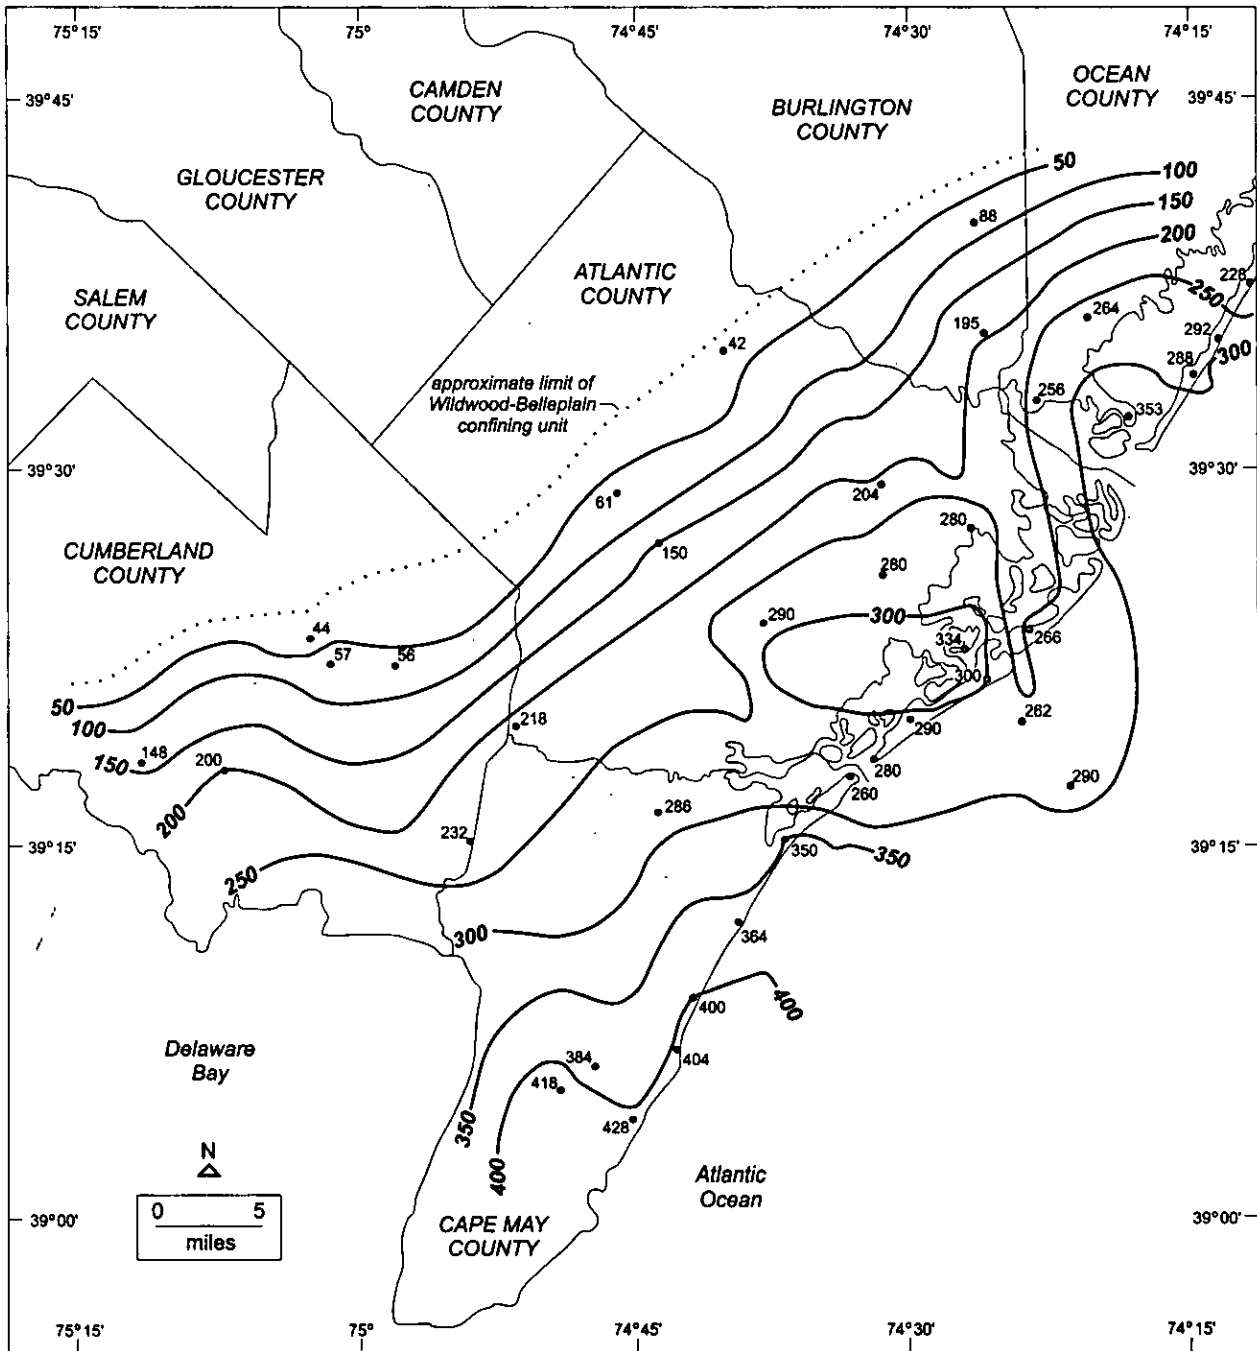 75°15' 75° 74°45' 74°30' 74°15'
CAMDEN
COUNTY
BURLINGTON
COUNTY
OCEAN
COUNTY
39°45' 39°45'
GLOUCESTER
COUNTY
50
100
150
88
200
ATLANTIC
COUNTY
SALEM
COUNTY
228
250
264
195
292
42
288
300
approximate limit of
Wildwood-Belleplain
confining unit
256
353
39°30' 39°30'
61
204
280
CUMBERLAND
COUNTY
150
280
290
300
44
334
266
57
56
300
50
100
218
290
262
148
150
200
280
260
290
286
200
232
39°15' 39°15'
350
350
250
300
364
400
400
Delaware
Bay
384
404
418
350
428
400
N
Atlantic
Ocean
0 5
miles
39°00' 39°00'
CAPE MAY
COUNTY
75°15' 75° 74°45' 74°30' 74°15'